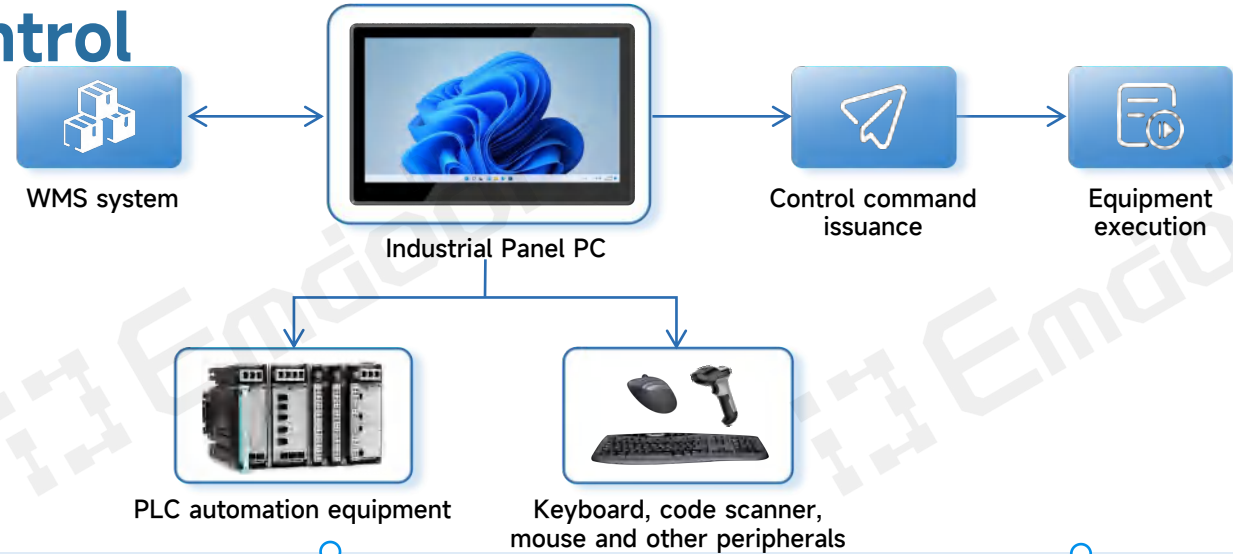 ntrol
WMS system
Industrial Panel PC
Control command
issuance
Equipment
execution
PLC automation equipment
Keyboard, code scanner,
mouse and other peripherals